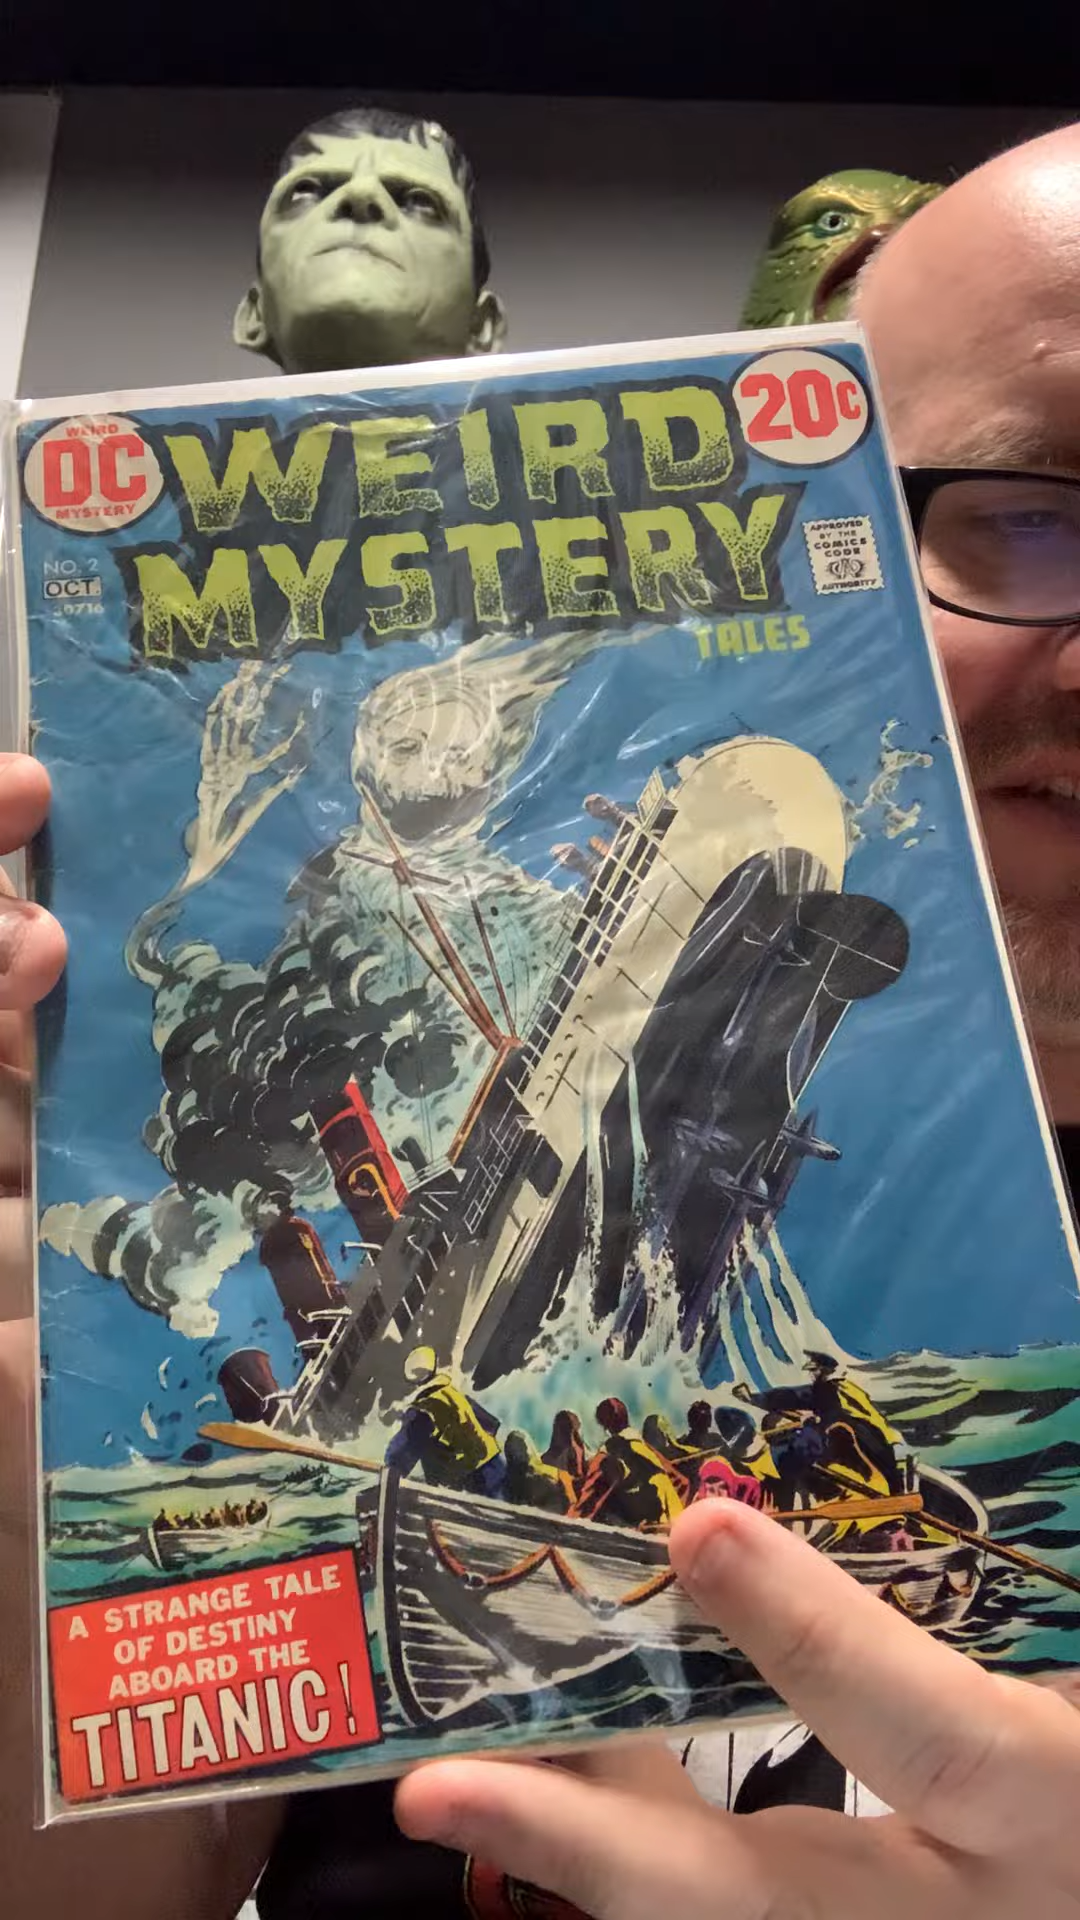 WEIRD
DC
MYSTERY
WEIRD
MYSTERY
TALES
20c
NO. 2
OCT.
30716
APPROVED
BY THE
COMICS
CODE
AUTHORITY
A STRANGE TALE
OF DESTINY
ABOARD THE
TITANIC!